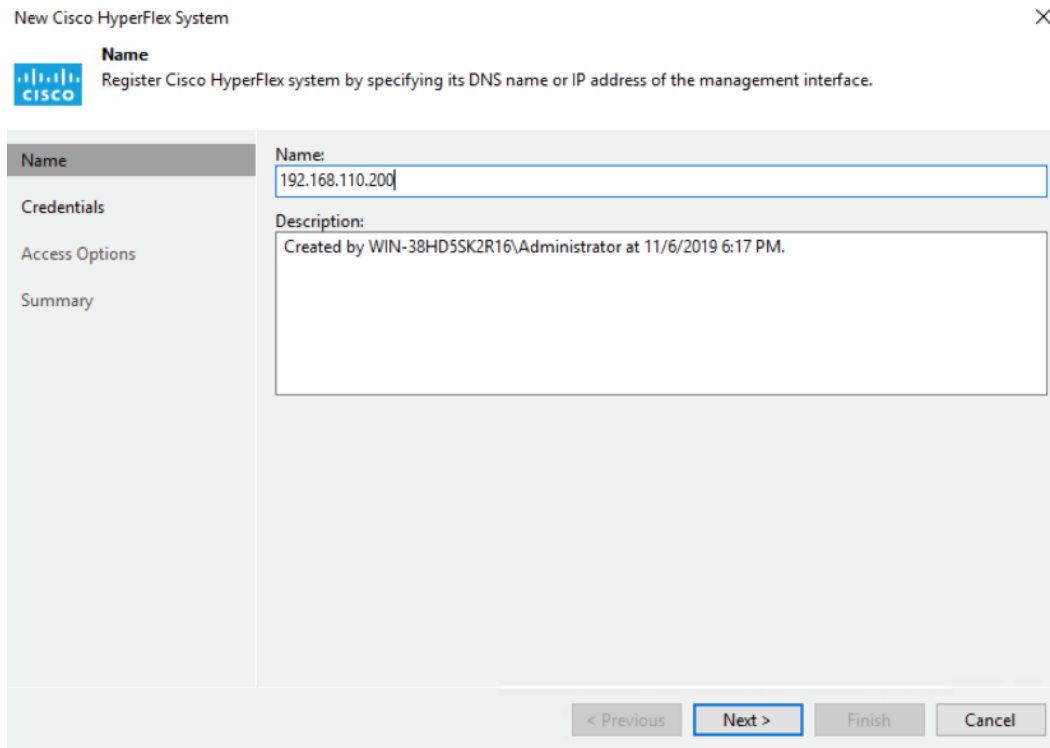 New Cisco HyperFlex System
Name
Register Cisco HyperFlex system by specifying its DNS name or IP address of the management interface.
CISCO
Name
Credentials
Access Options
Summary
Name:
192.168.110.200
Description:
Created by WIN-38HD5SK2R16\Administrator at 11/6/2019 6:17 PM.
< Previous
Next >
Finish
Cancel